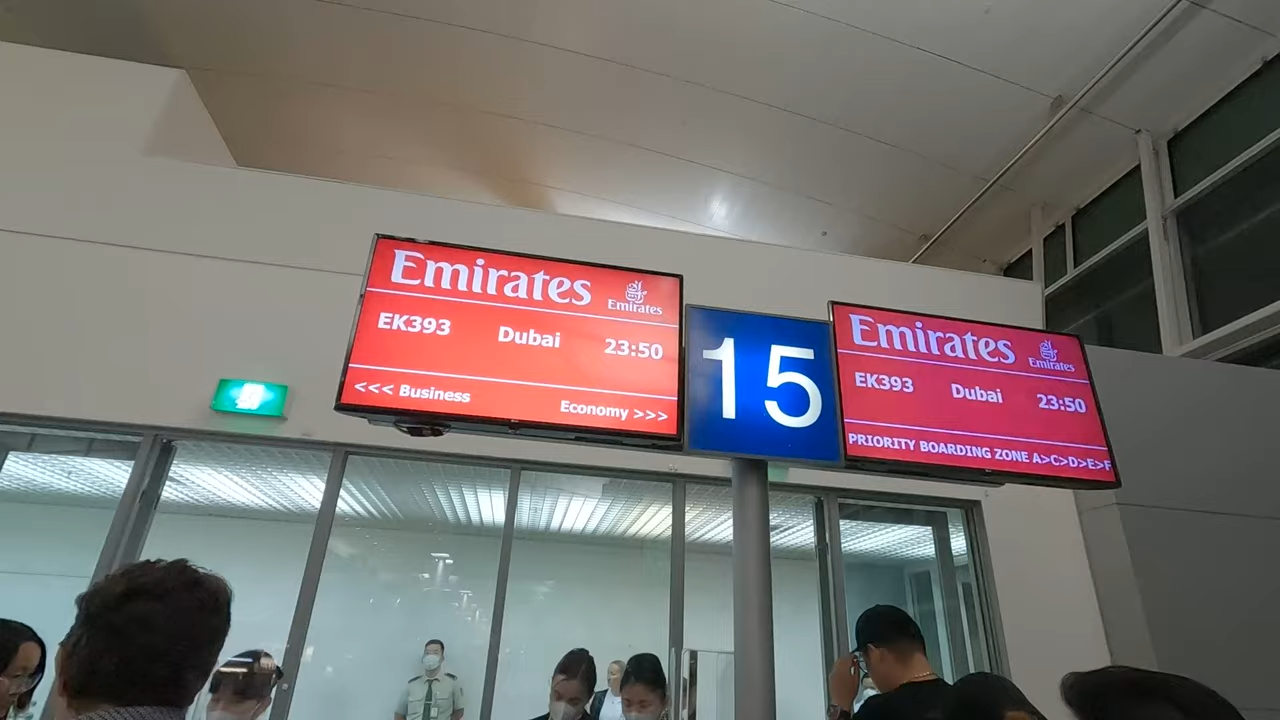 Emirates
Emirates
EK393 Dubai 23:50
<<< Business Economy >>>
15
Emirates
Emirates
EK393 Dubai 23:50
PRIORITY BOARDING ZONE A>C>D>E>F